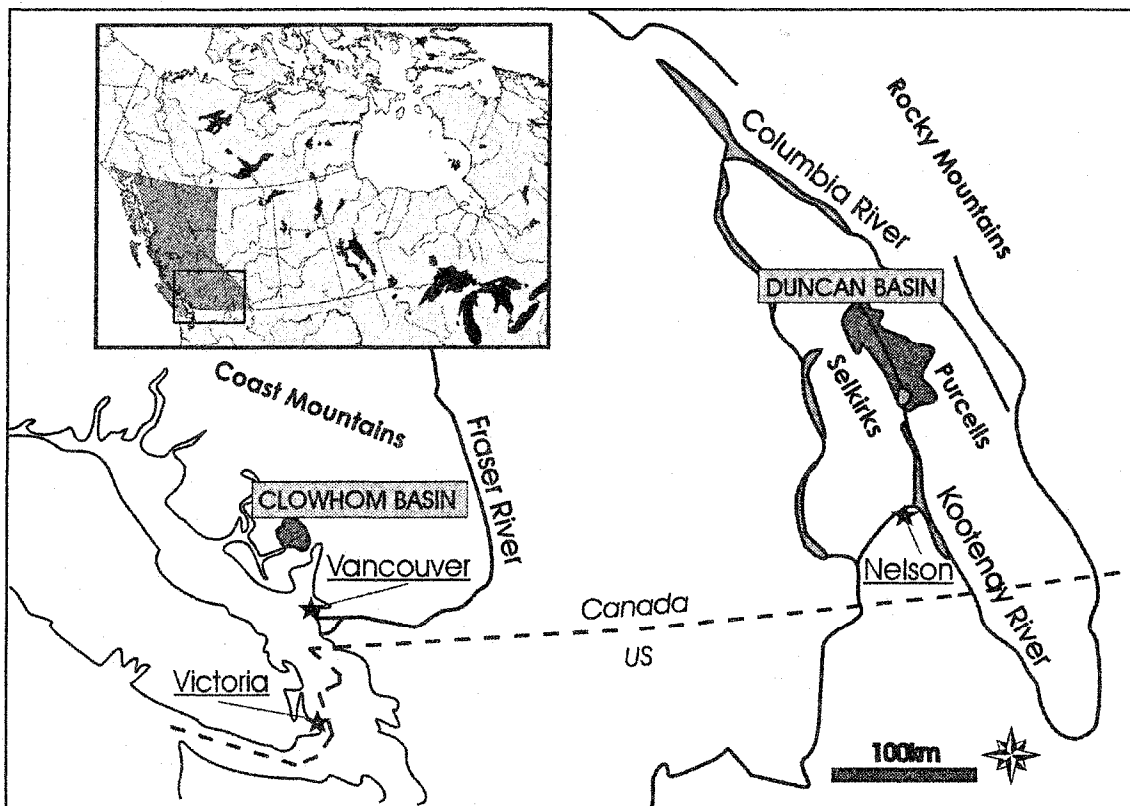 Rocky Mountains
Columbia River
DUNCAN BASIN
Coast Mountains
Selkirks
Purcells
Fraser River
CLOWHOM BASIN
Vancouver
Nelson
Kootenay River
Canada
US
Victoria
100km